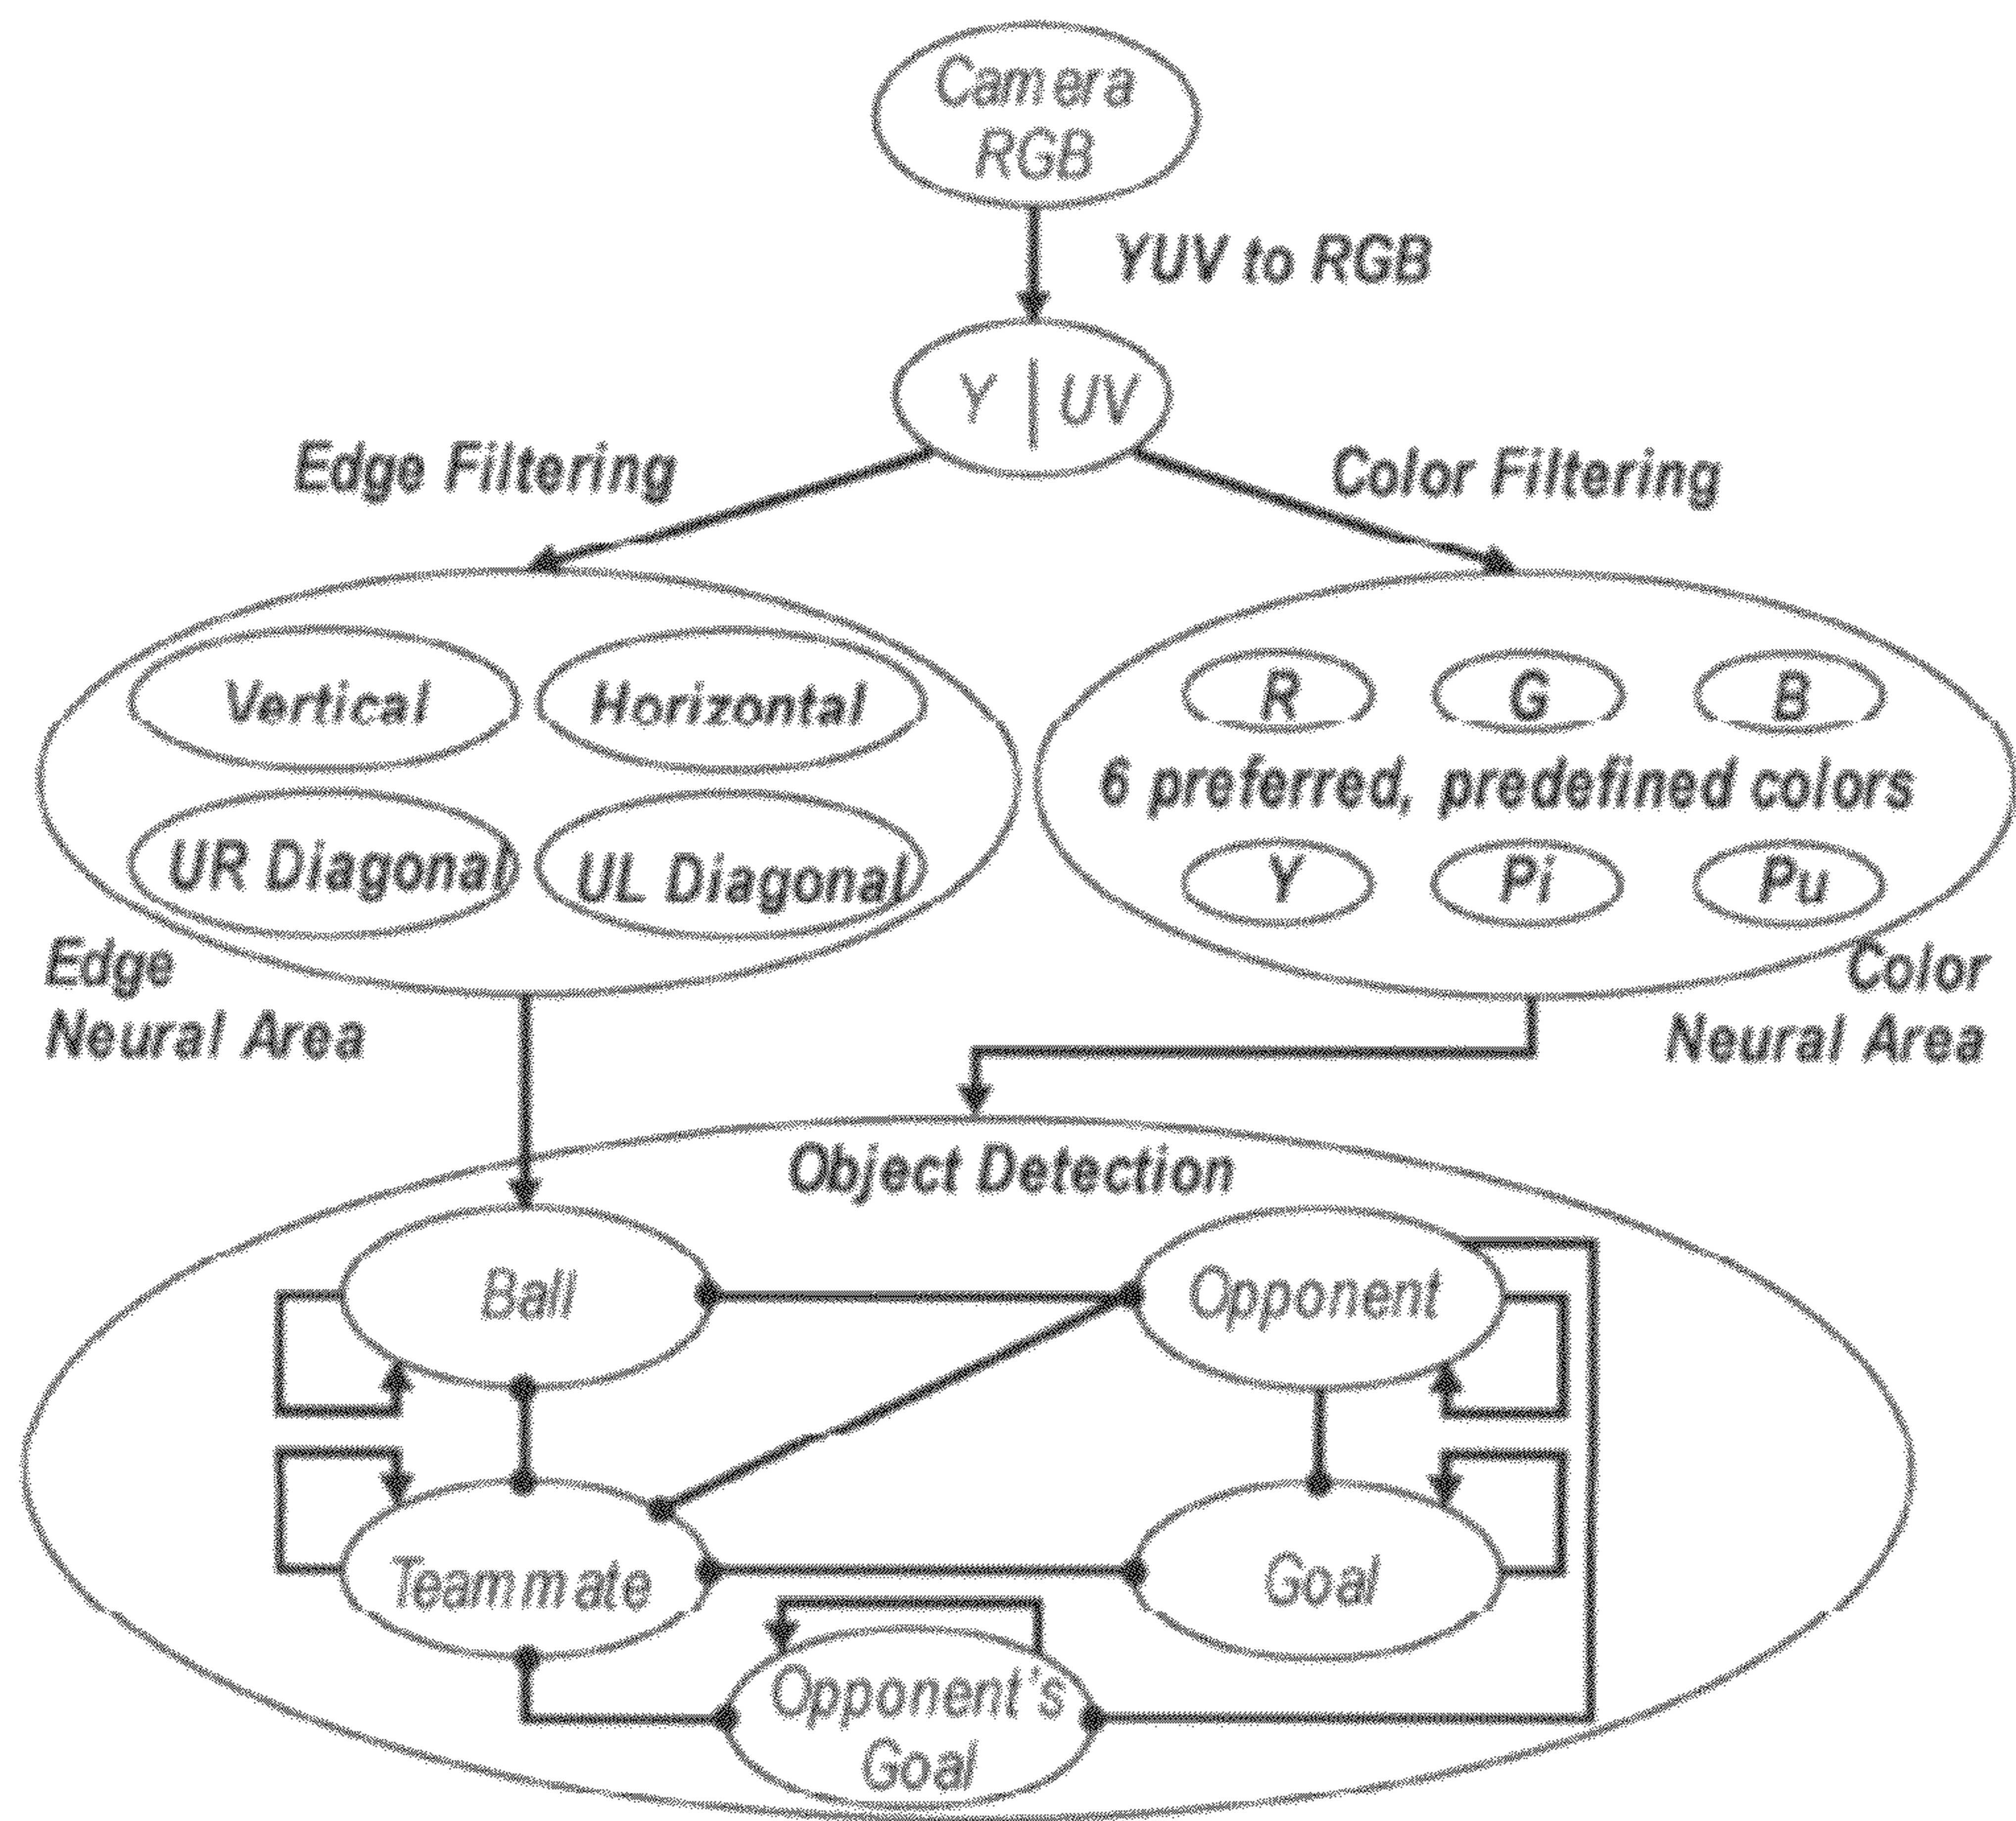 Camera
RGB
YUV to RGB
Y | UV
Edge Filtering
Color Filtering
Vertical
Horizontal
R
G
B
6 preferred, predefined colors
UR Diagonal
UL Diagonal
Y
Pi
Pu
Edge
Neural Area
Color
Neural Area
Object Detection
Ball
Opponent
Teammate
Goal
Opponent's
Goal